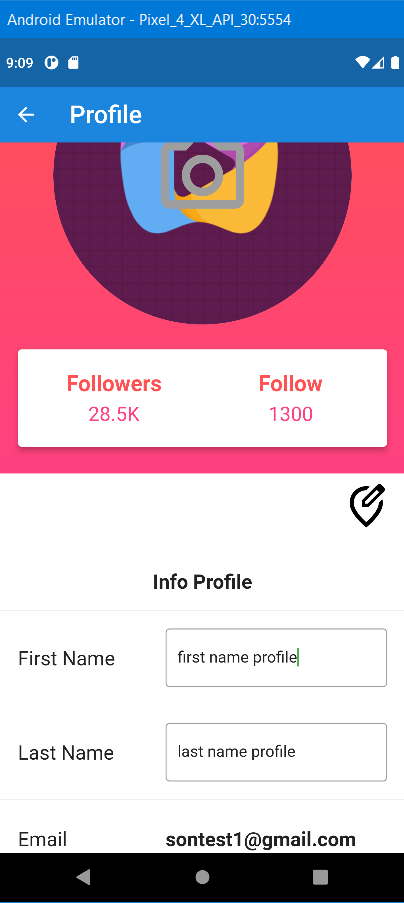 Android Emulator - Pixel_4_XL_API_30:5554
9:09
Profile
Followers Follow
28.5K 1300
Info Profile
First Name first name profile
Last Name last name profile
Email sontest1@gmail.com